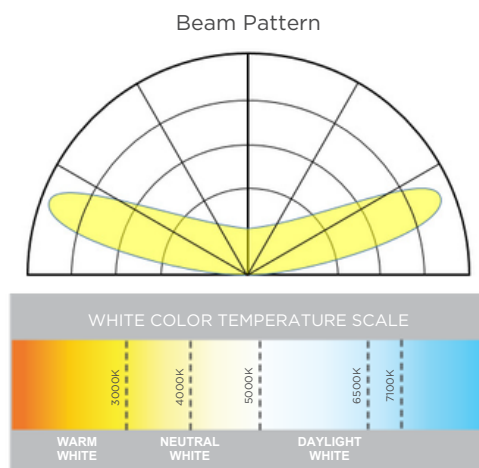 Beam Pattern
WHITE COLOR TEMPERATURE SCALE
3000K
4000K
5000K
6500K
7100K
WARM
WHITE
NEUTRAL
WHITE
DAYLIGHT
WHITE